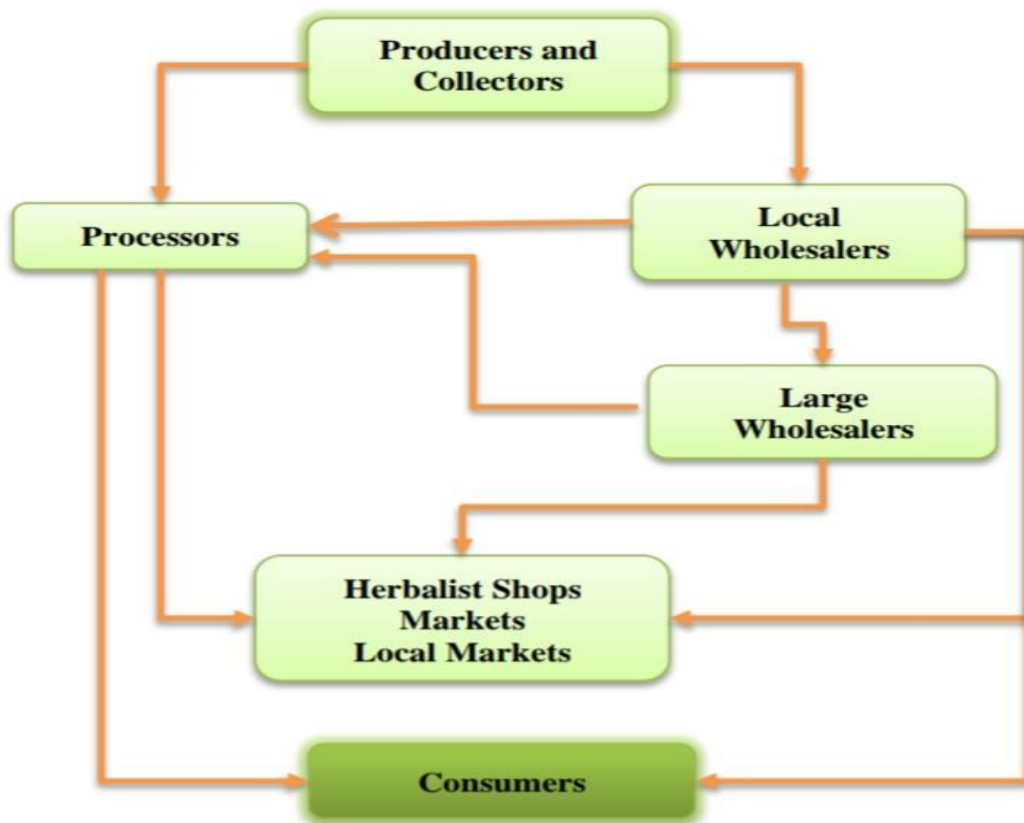 Producers and
Collectors
Processors
Local
Wholesalers
Large
Wholesalers
Herbalist Shops
Markets
Local Markets
Consumers